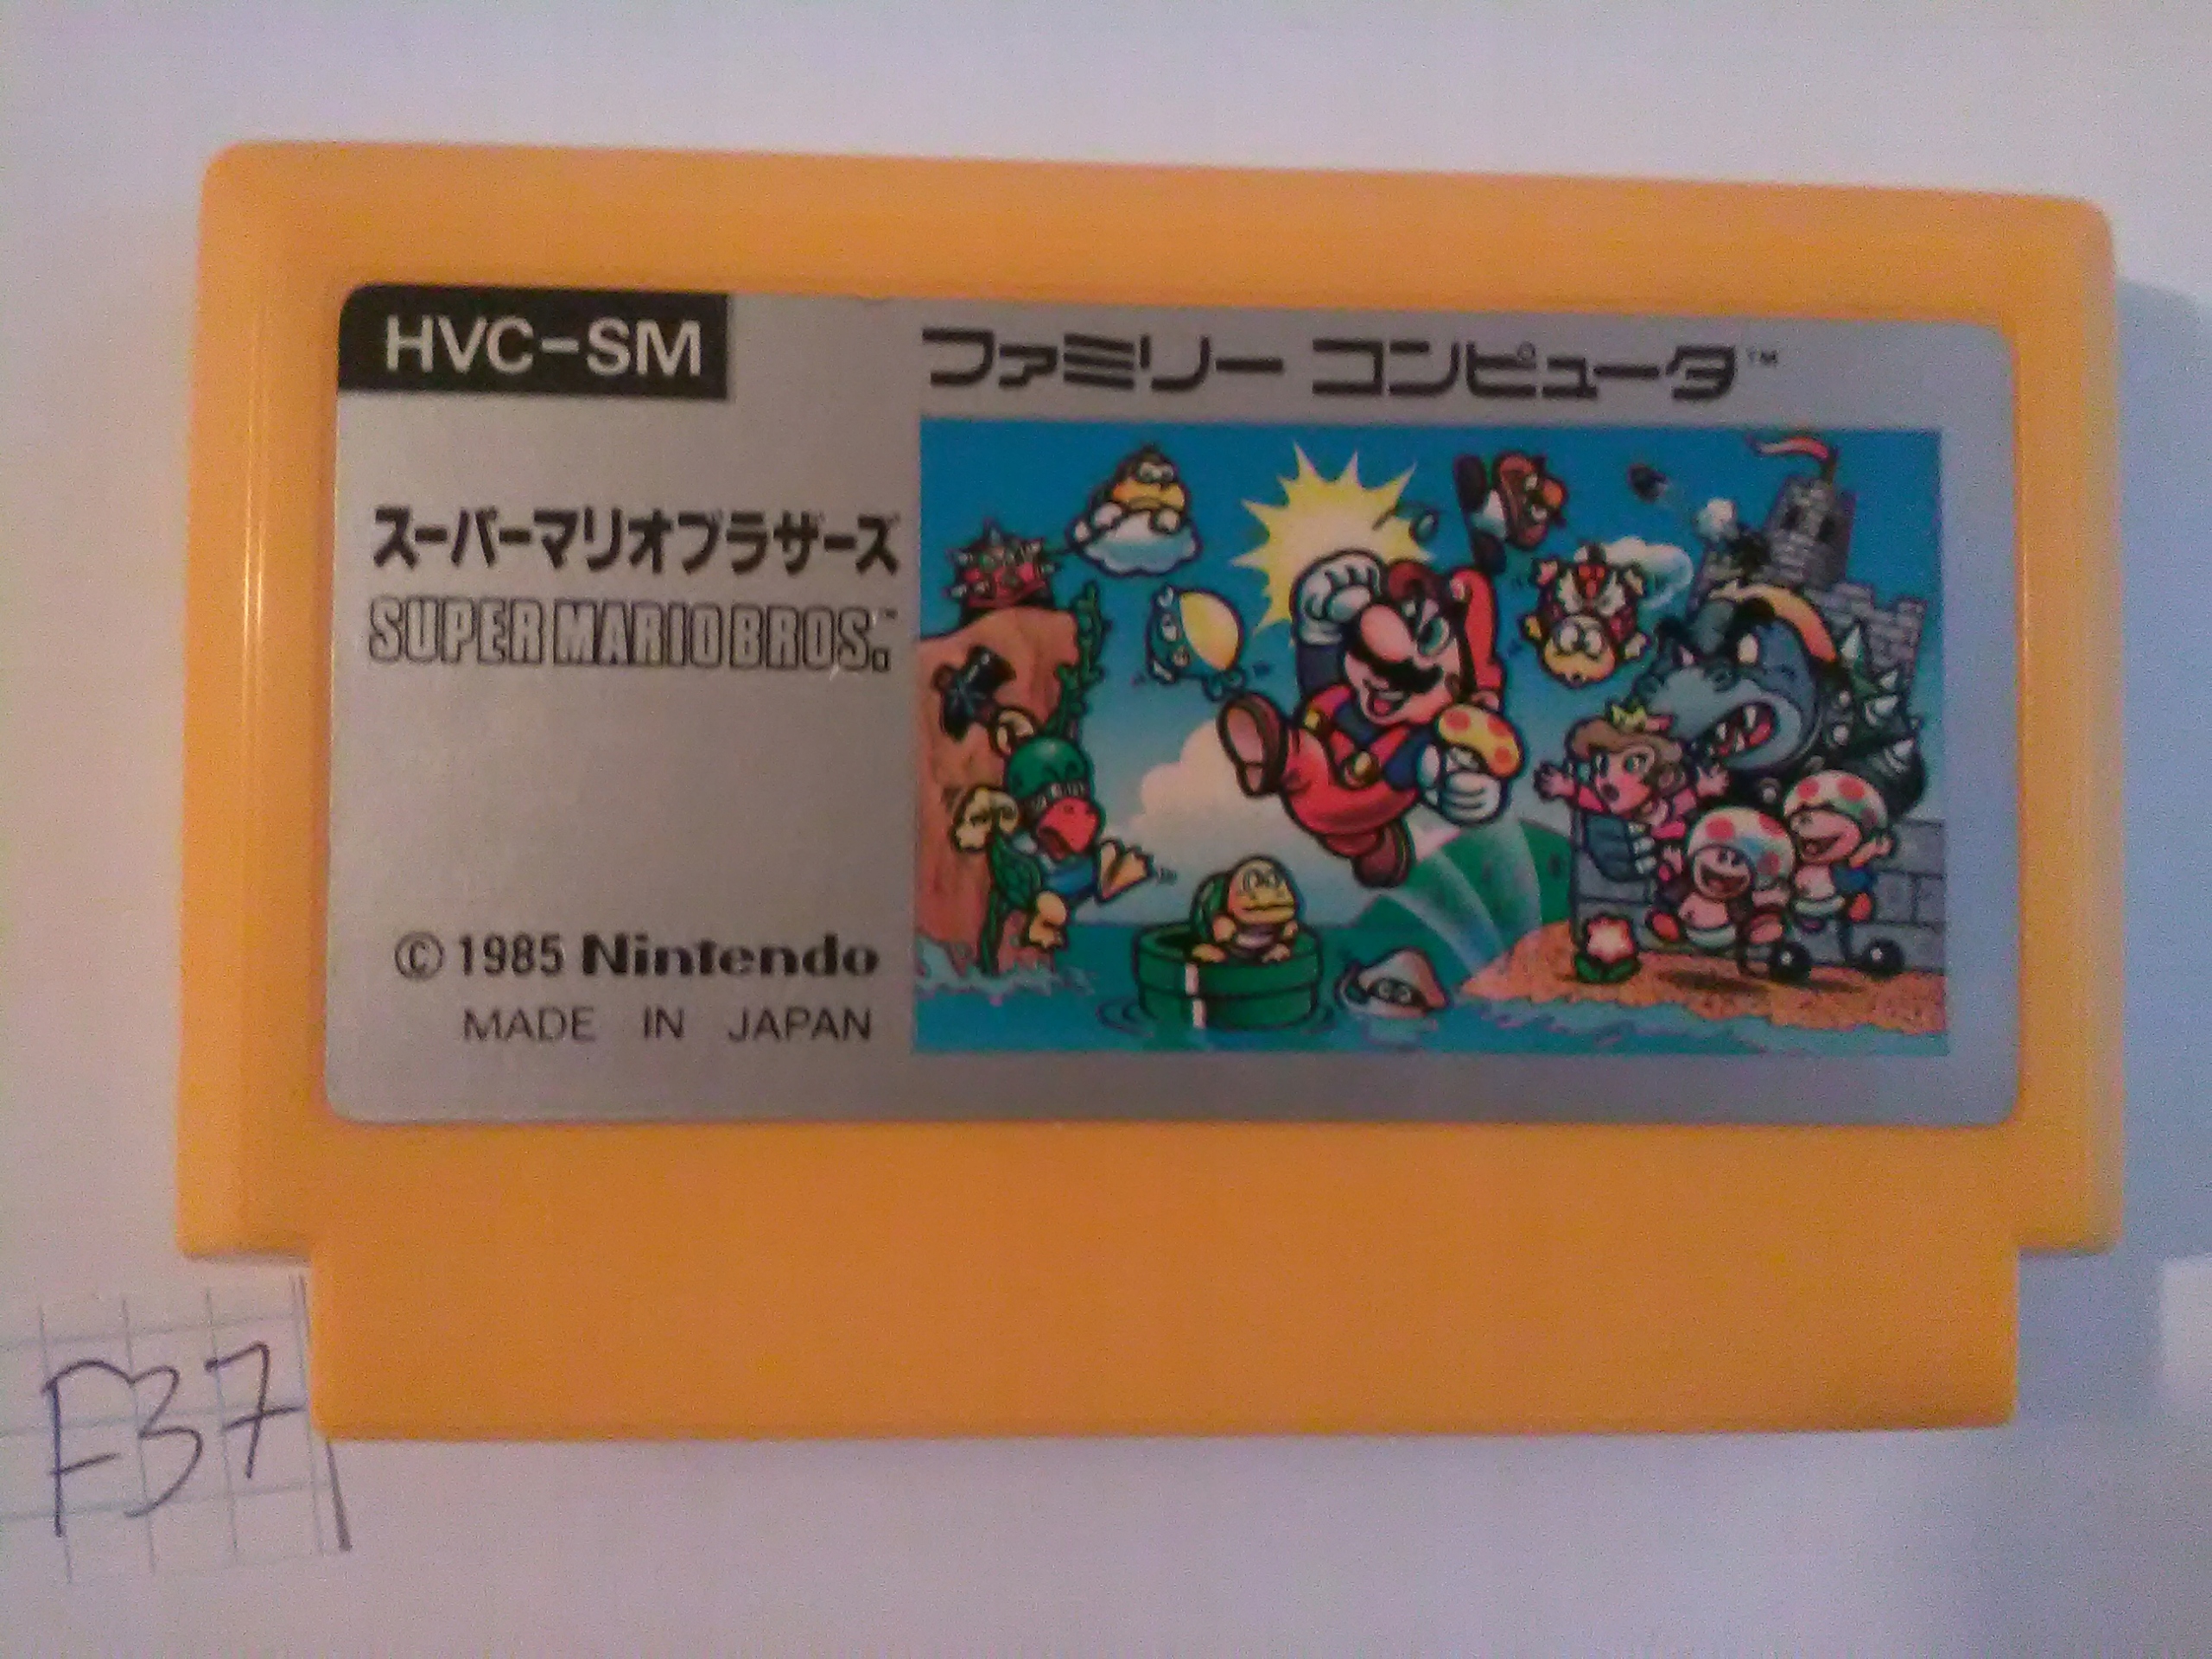 HVC-SM
ファミリー コンピュータ™
スーパーマリオブラザーズ
SUPER MARIO BROS.™
© 1985 Nintendo
MADE IN JAPAN
F37